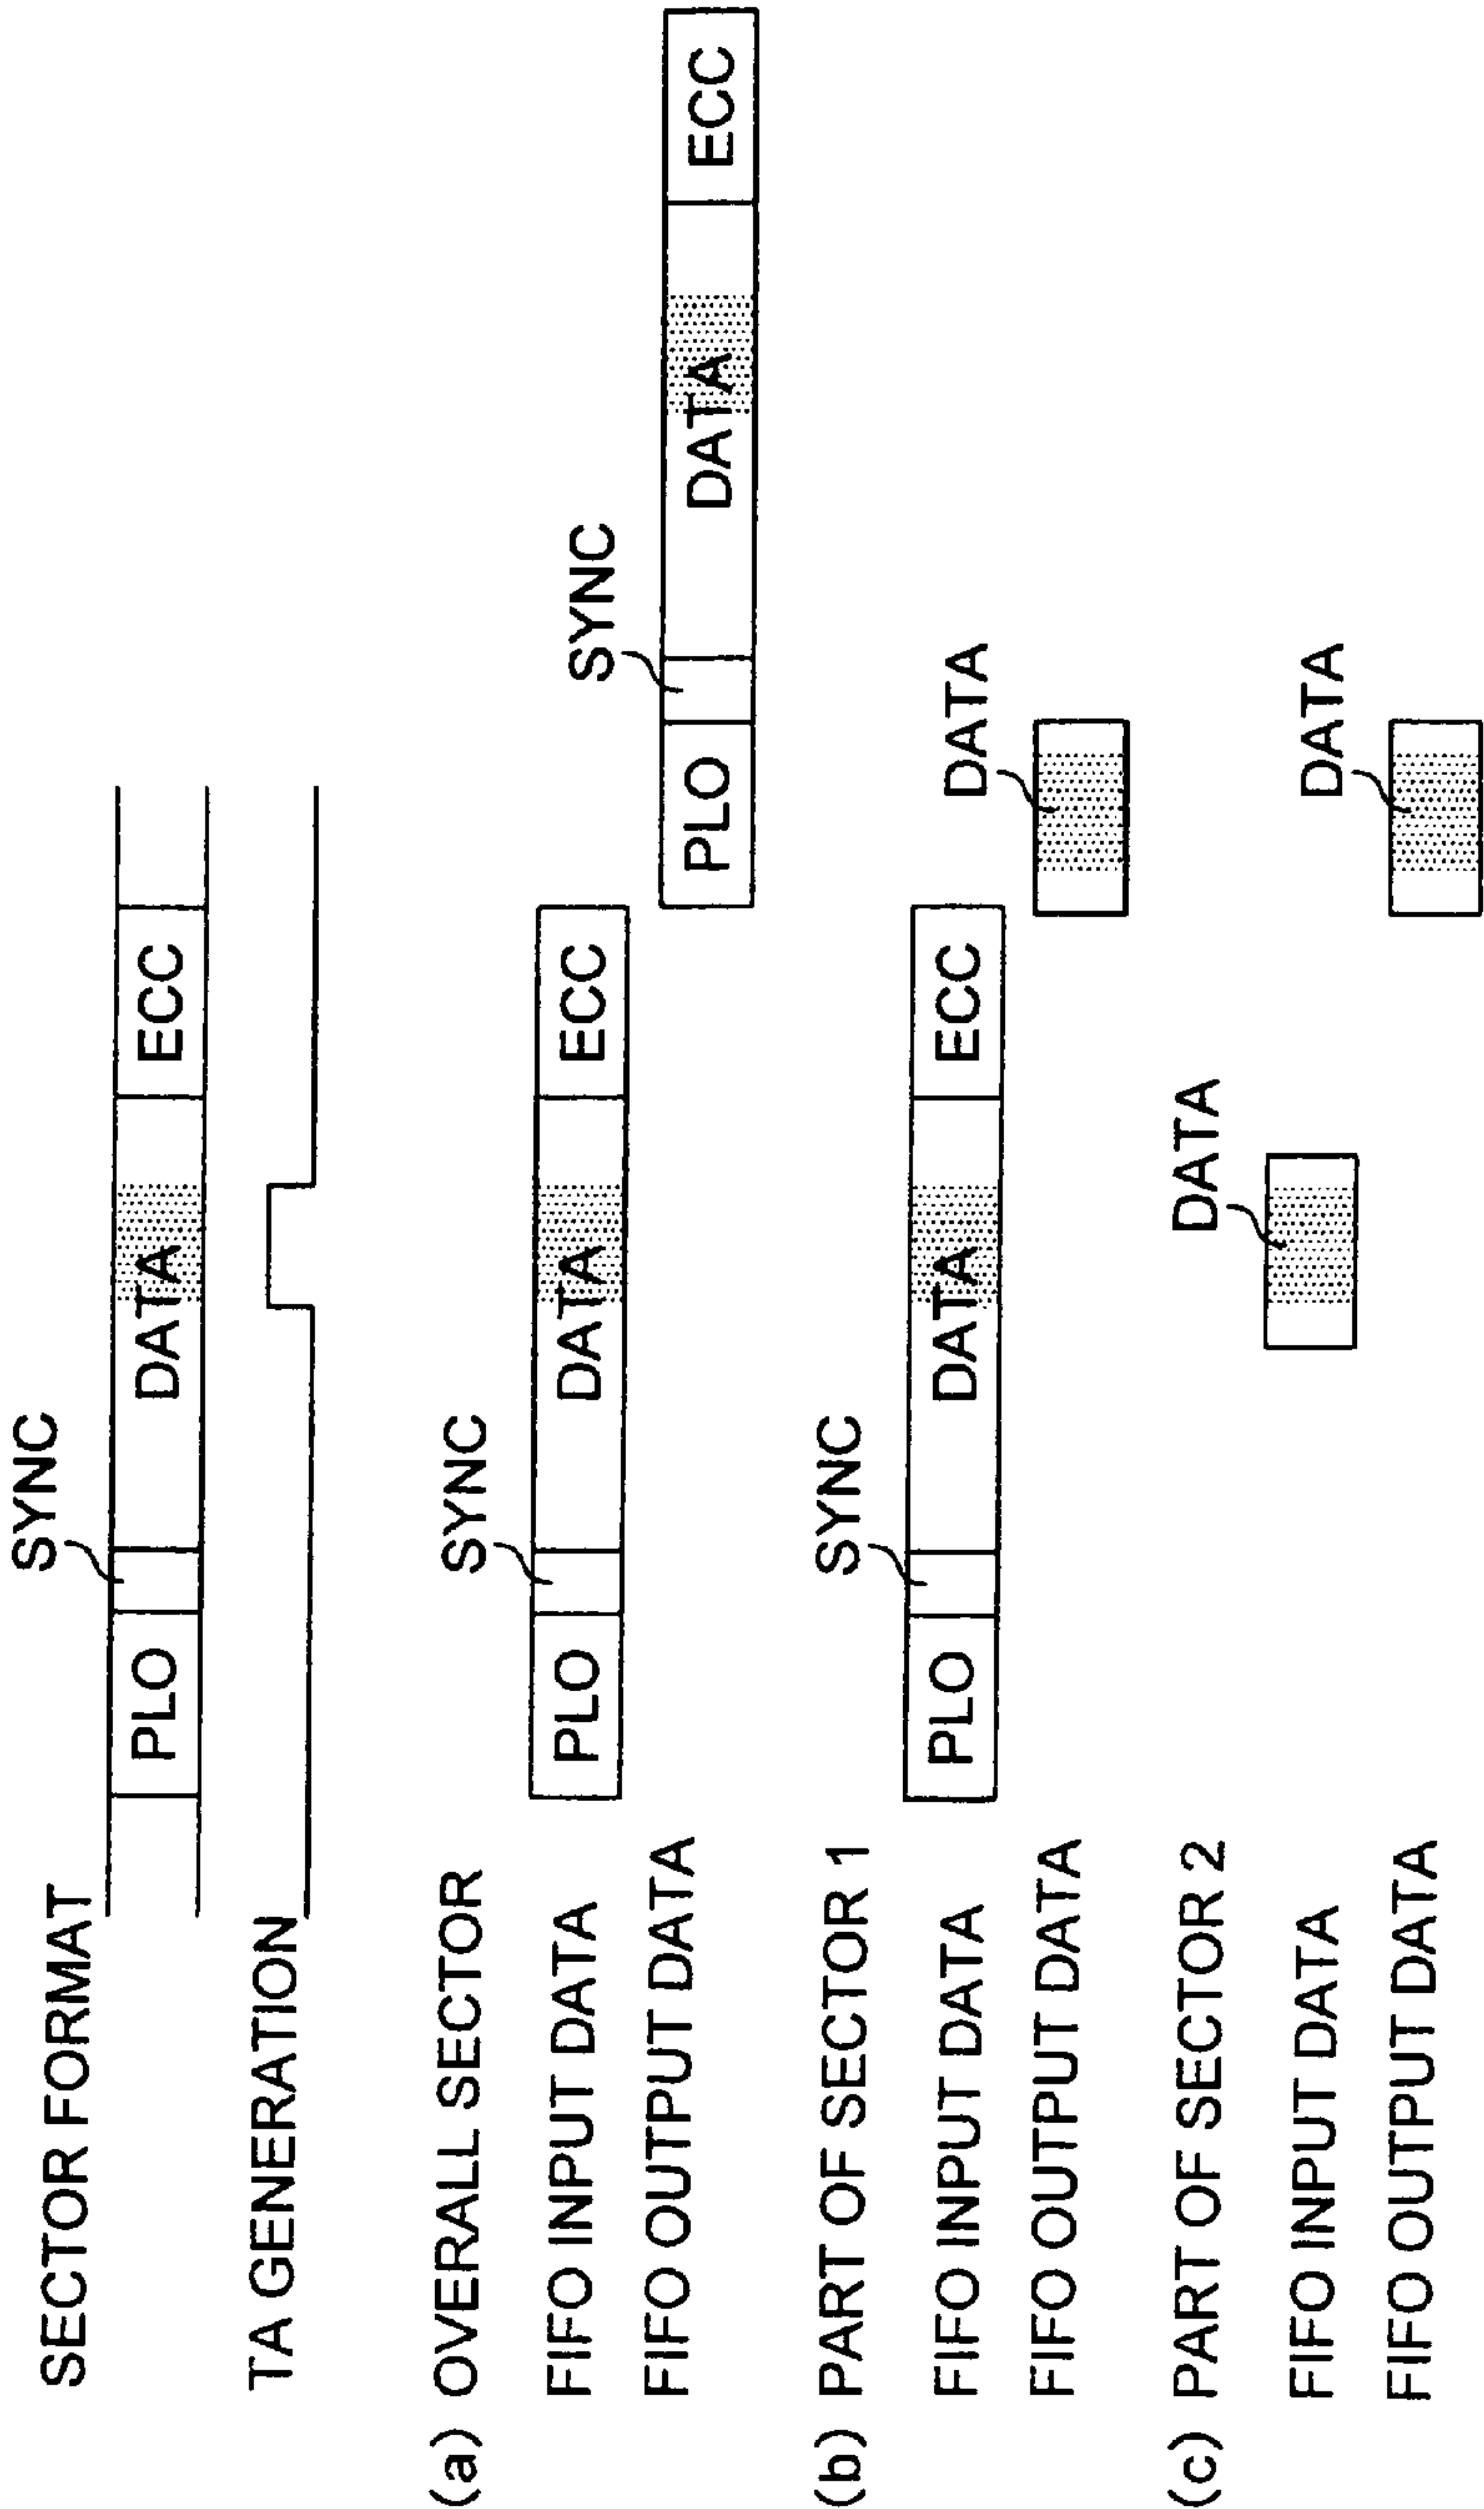 SECTOR FORMAT
SYNC
PLO
DATA
ECC
TA GENERATION
(a) OVERALL SECTOR
SYNC
FIFO INPUT DATA
PLO
DATA
ECC
SYNC
FIFO OUTPUT DATA
PLO
DATA
ECC
(b) PART OF SECTOR 1
SYNC
FIFO INPUT DATA
PLO
DATA
ECC
DATA
FIFO OUTPUT DATA
(c) PART OF SECTOR 2
DATA
FIFO INPUT DATA
DATA
FIFO OUTPUT DATA